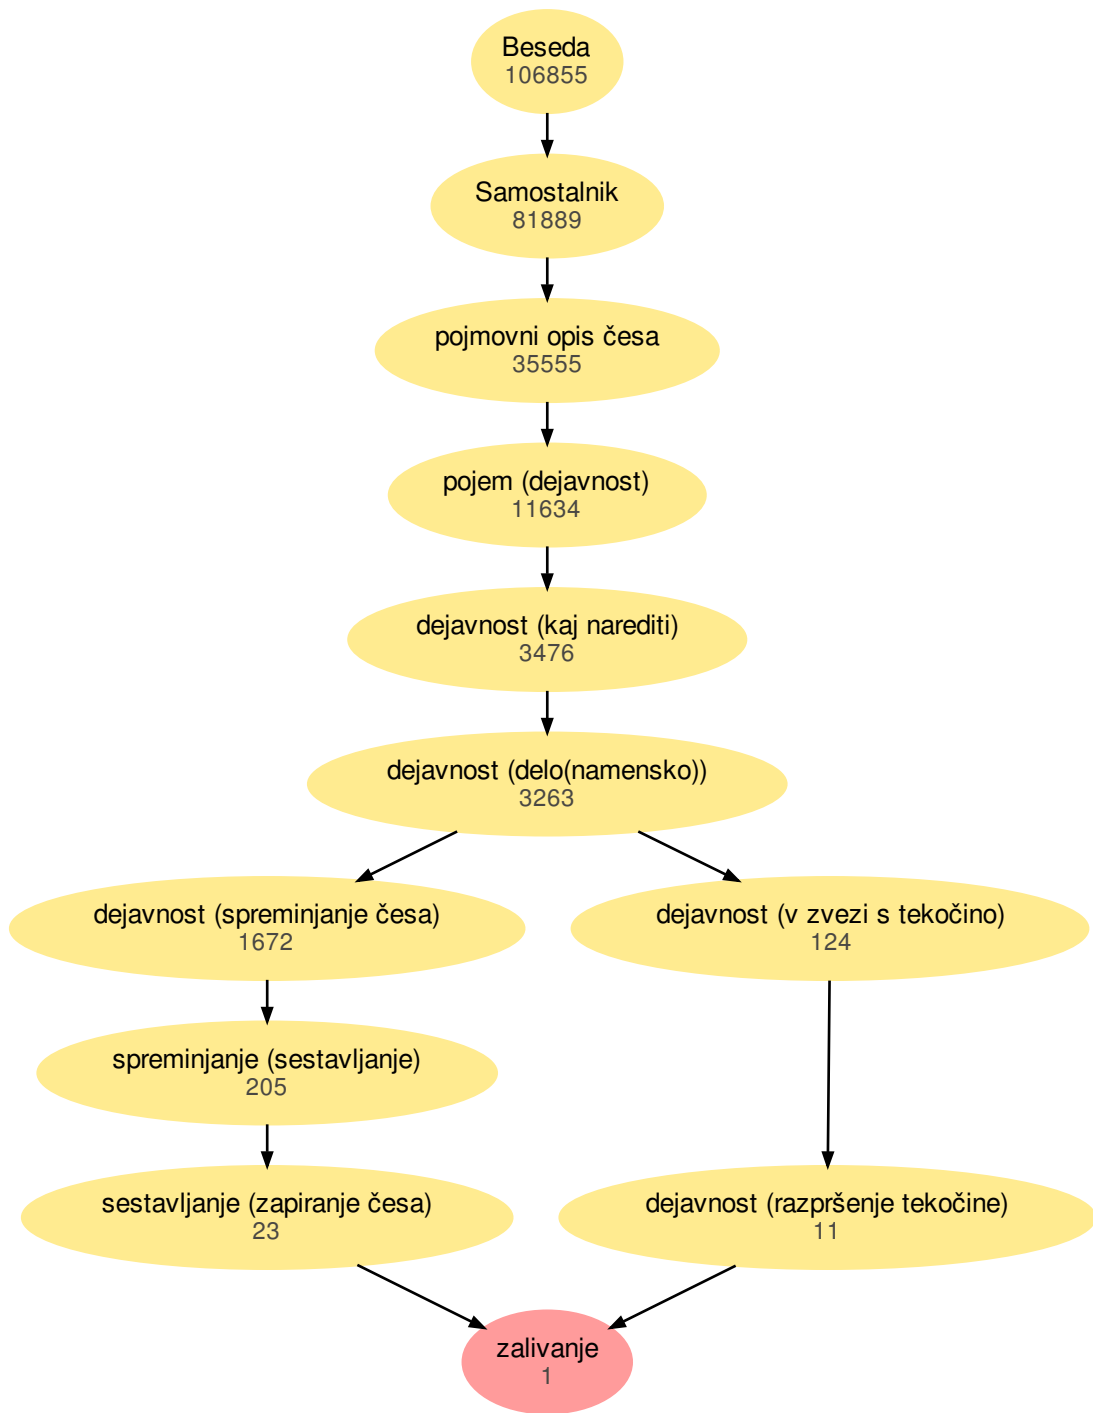 Beseda
106855
Samostalnik
81889
pojmovni opis česa
35555
pojem (dejavnost)
11634
dejavnost (kaj narediti)
3476
dejavnost (delo(namensko))
3263
dejavnost (spreminjanje česa)
1672
dejavnost (v zvezi s tekočino)
124
spreminjanje (sestavljanje)
205
sestavljanje (zapiranje česa)
23
dejavnost (razpršenje tekočine)
11
zalivanje
1